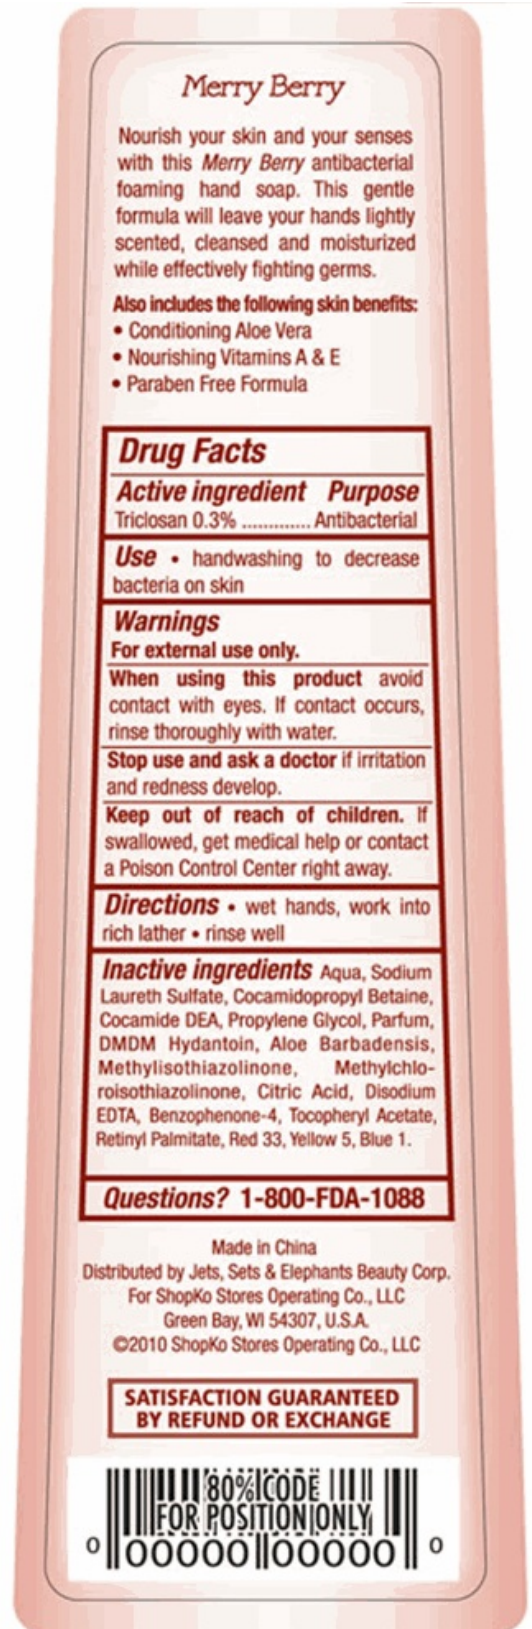 Merry Berry
Nourish your skin and your senses
with this Merry Berry antibacterial
foaming hand soap. This gentle
formula will leave your hands lightly
scented, cleansed and moisturized
while effectively fighting germs.
Also includes the following skin benefits:
• Conditioning Aloe Vera
• Nourishing Vitamins A & E
• Paraben Free Formula
Drug Facts
Active ingredient Purpose
Triclosan 0.3% ............. Antibacterial
Use • handwashing to decrease
bacteria on skin
Warnings
For external use only.
When using this product avoid
contact with eyes. If contact occurs,
rinse thoroughly with water.
Stop use and ask a doctor if irritation
and redness develop.
Keep out of reach of children. If
swallowed, get medical help or contact
a Poison Control Center right away.
Directions • wet hands, work into
rich lather • rinse well
Inactive ingredients Aqua, Sodium
Laureth Sulfate, Cocamidopropyl Betaine,
Cocamide DEA, Propylene Glycol, Parfum,
DMDM Hydantoin, Aloe Barbadensis,
Methylisothiazolinone, Methylchlo-
roisothiazolinone, Citric Acid, Disodium
EDTA, Benzophenone-4, Tocopheryl Acetate,
Retinyl Palmitate, Red 33, Yellow 5, Blue 1.
Questions? 1-800-FDA-1088
Made in China
Distributed by Jets, Sets & Elephants Beauty Corp.
For ShopKo Stores Operating Co., LLC
Green Bay, WI 54307, U.S.A.
©2010 ShopKo Stores Operating Co., LLC
SATISFACTION GUARANTEED
BY REFUND OR EXCHANGE
80% CODE
FOR POSITION ONLY
0 00000 00000 0